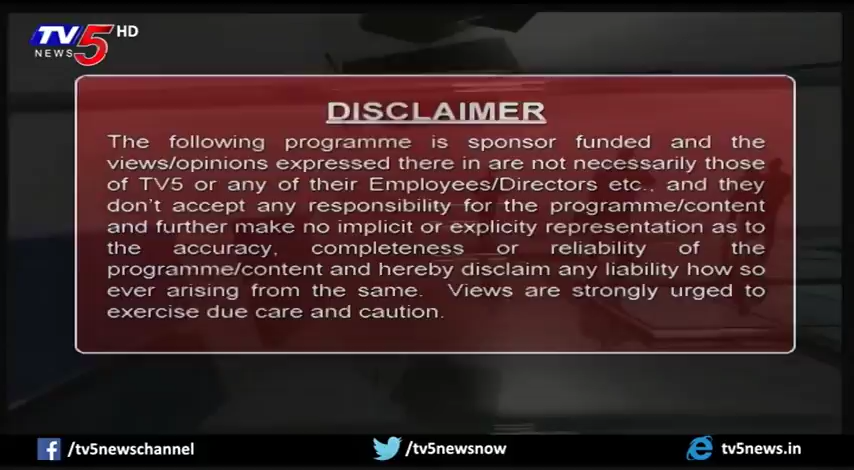 TV5 HD
NEWS
DISCLAIMER
The following programme is sponsor funded and the
views/opinions expressed there in are not necessarily those
of TV5 or any of their Employees/Directors etc., and they
don't accept any responsibility for the programme/content
and further make no implicit or explicity representation as to
the accuracy, completeness or reliability of the
programme/content and hereby disclaim any liability how so
ever arising from the same. Views are strongly urged to
exercise due care and caution.
/tv5newschannel /tv5newsnow tv5news.in